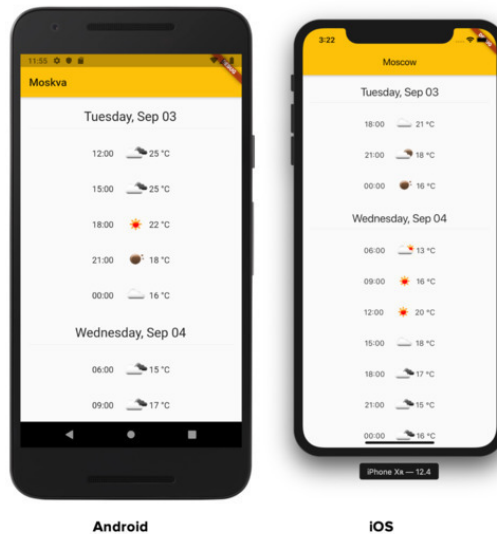 11:55
Moskva
Tuesday, Sep 03
12:00 25 °C
15:00 25 °C
18:00 22 °C
21:00 18 °C
00:00 16 °C
Wednesday, Sep 04
06:00 15 °C
09:00 17 °C
Android
3:22
Moscow
Tuesday, Sep 03
18:00 21 °C
21:00 18 °C
00:00 16 °C
Wednesday, Sep 04
06:00 13 °C
09:00 16 °C
12:00 20 °C
15:00 18 °C
18:00 17 °C
21:00 15 °C
00:00 16 °C
iPhone Xʀ — 12.4
iOS